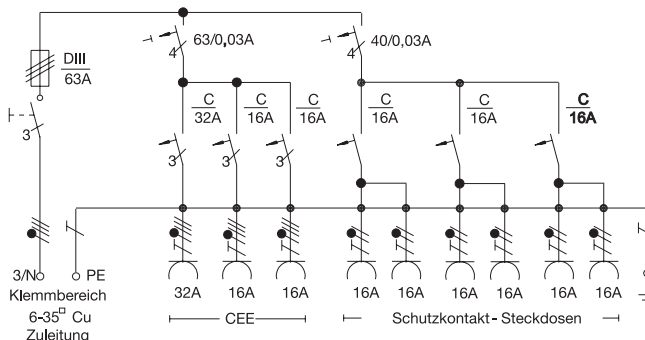 63/0,03A
40/0,03A
4
4
DIII
63A
C
32A
C
16A
C
16A
C
16A
C
16A
C
16A
3
3
3
3
3/N
PE
32A
16A
16A
16A
16A
16A
16A
16A
16A
Klemmbereich
6-35□ Cu
Zuleitung
CEE
Schutzkontakt-Steckdosen